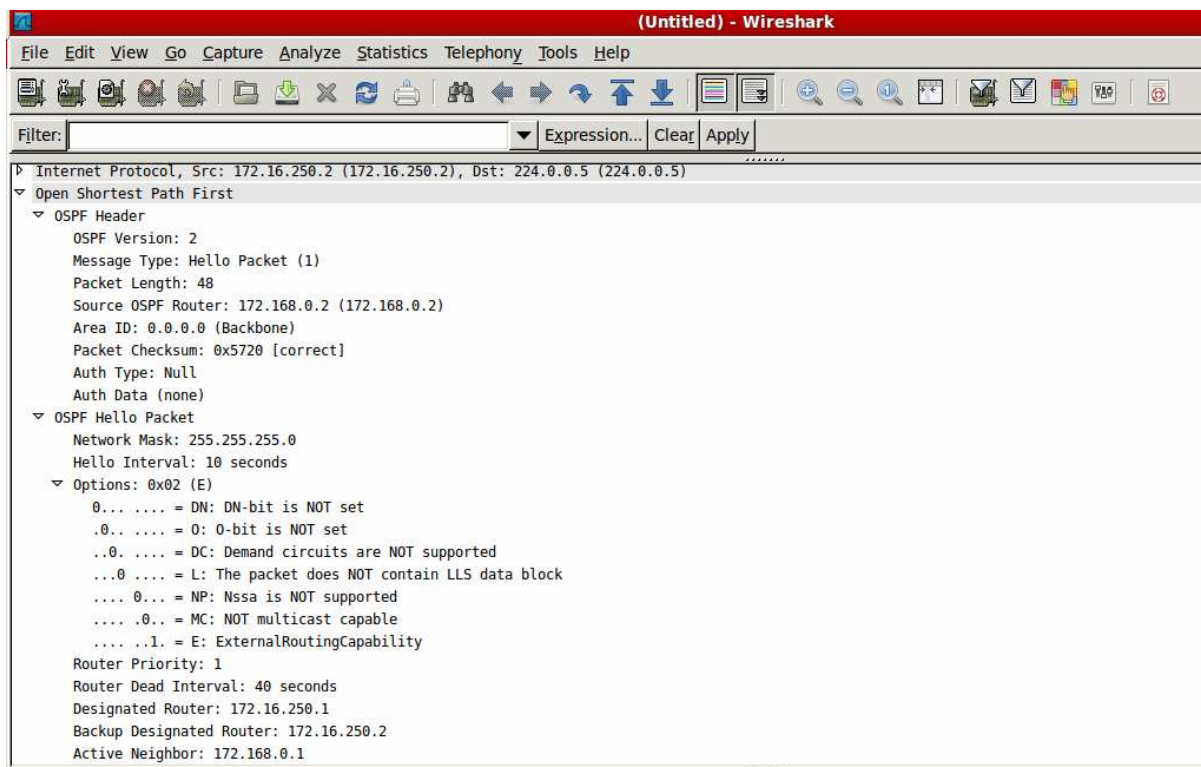 (Untitled) - Wireshark
File Edit View Go Capture Analyze Statistics Telephony Tools Help
Filter: Expression... Clear Apply
Internet Protocol, Src: 172.16.250.2 (172.16.250.2), Dst: 224.0.0.5 (224.0.0.5)
Open Shortest Path First
OSPF Header
OSPF Version: 2
Message Type: Hello Packet (1)
Packet Length: 48
Source OSPF Router: 172.168.0.2 (172.168.0.2)
Area ID: 0.0.0.0 (Backbone)
Packet Checksum: 0x5720 [correct]
Auth Type: Null
Auth Data (none)
OSPF Hello Packet
Network Mask: 255.255.255.0
Hello Interval: 10 seconds
Options: 0x02 (E)
0... .... = DN: DN-bit is NOT set
.0.. .... = O: O-bit is NOT set
..0. .... = DC: Demand circuits are NOT supported
...0 .... = L: The packet does NOT contain LLS data block
.... 0... = NP: Nssa is NOT supported
.... .0.. = MC: NOT multicast capable
.... ..1. = E: ExternalRoutingCapability
Router Priority: 1
Router Dead Interval: 40 seconds
Designated Router: 172.16.250.1
Backup Designated Router: 172.16.250.2
Active Neighbor: 172.168.0.1